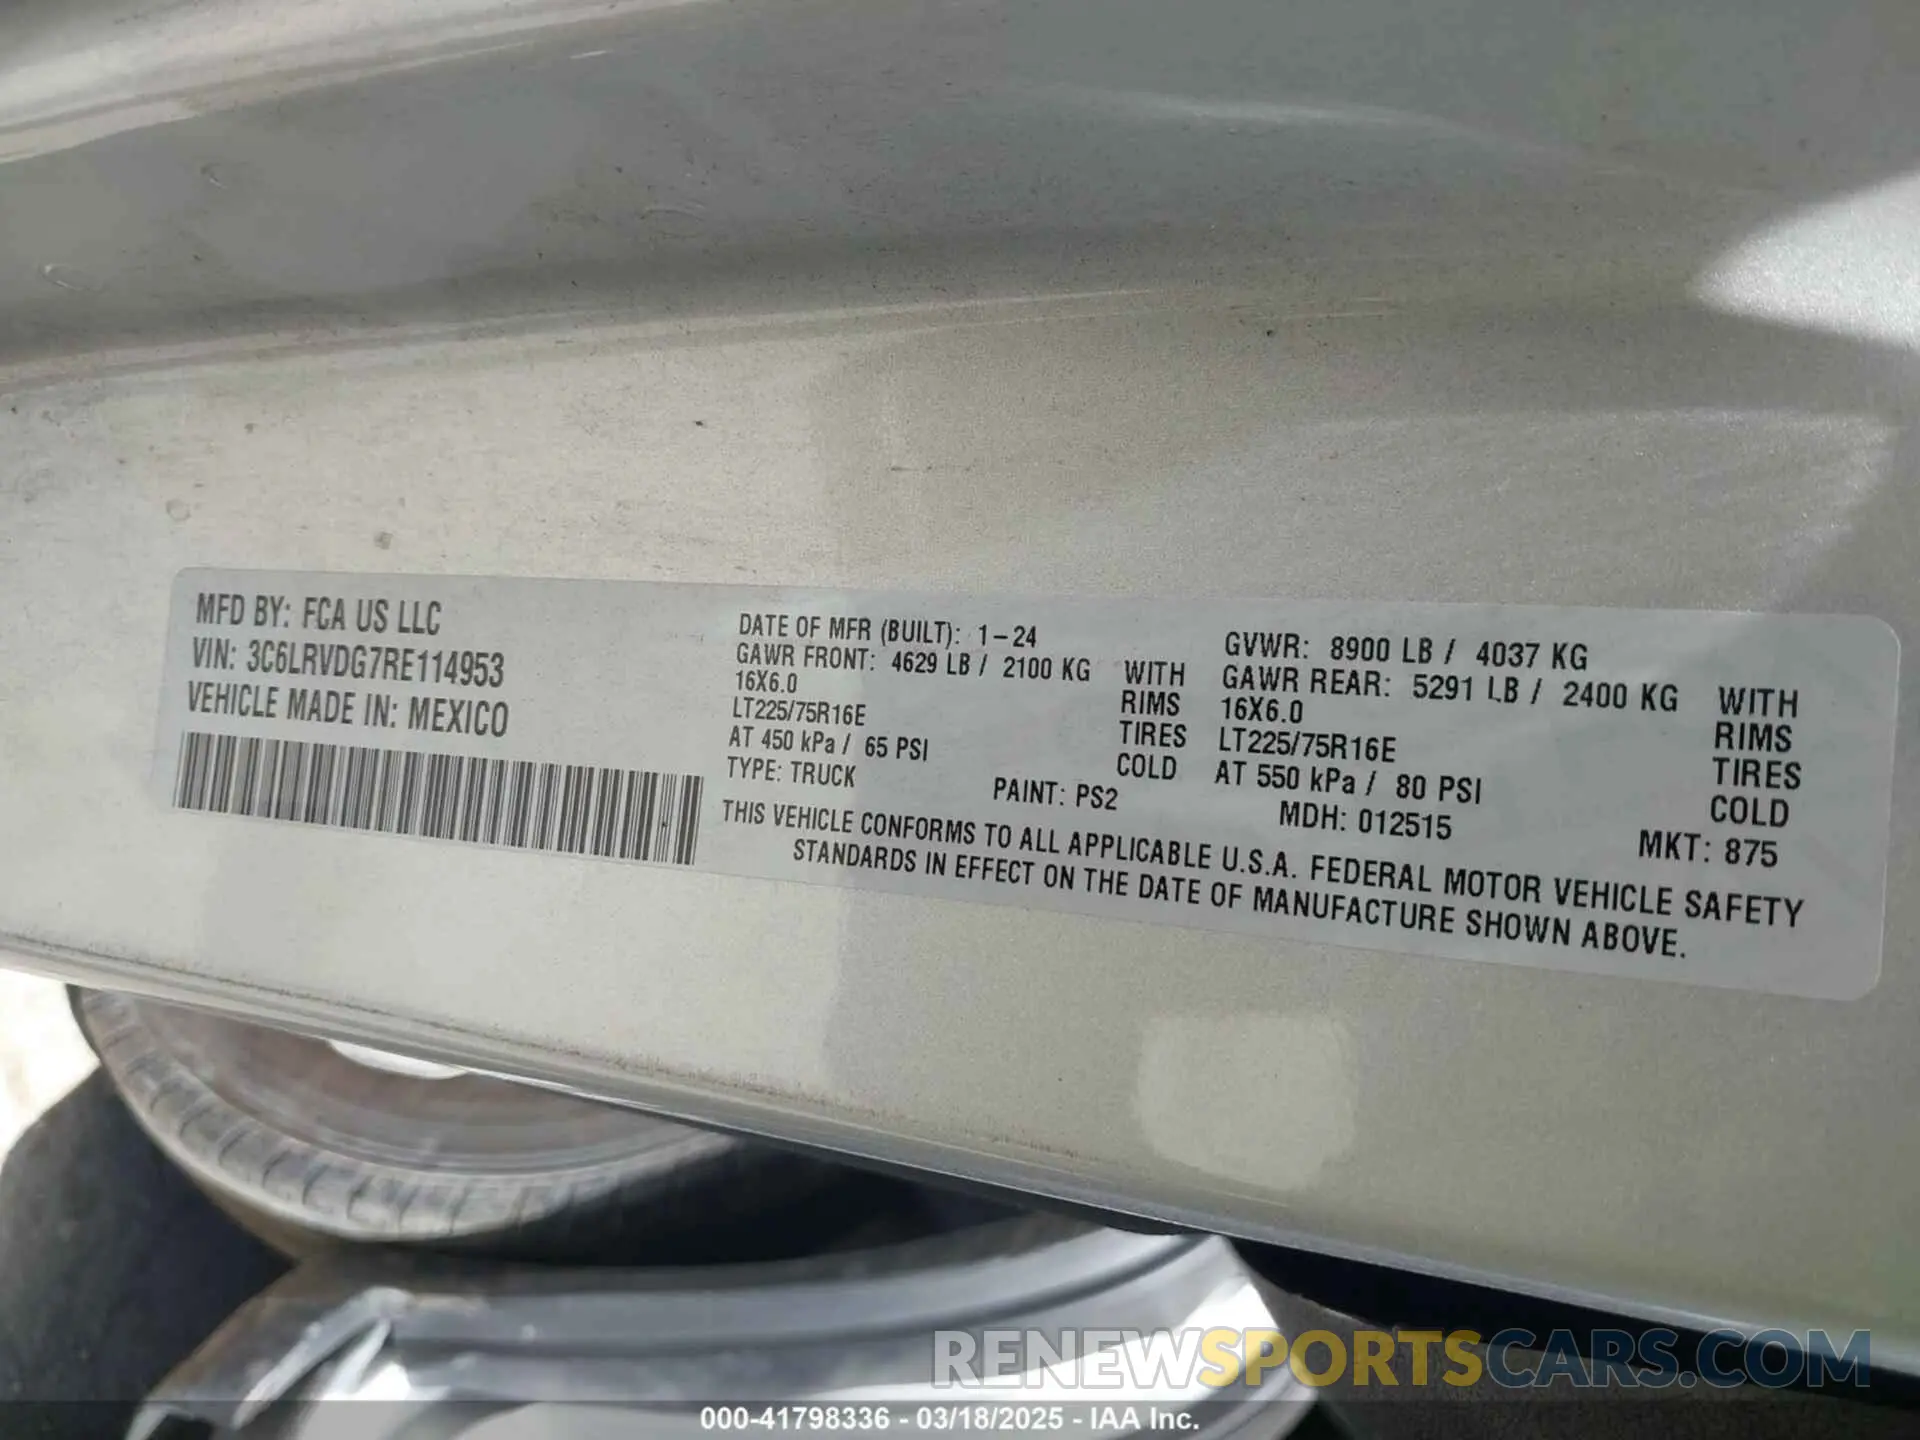 MFD BY: FCA US LLC
VIN: 3C6LRVDG7RE114953
VEHICLE MADE IN: MEXICO
DATE OF MFR (BUILT): 1-24
GAWR FRONT: 4629 LB / 2100 KG WITH
16X6.0 RIMS
LT225/75R16E TIRES
AT 450 kPa / 65 PSI COLD
TYPE: TRUCK
PAINT: PS2
GVWR: 8900 LB / 4037 KG
GAWR REAR: 5291 LB / 2400 KG WITH
16X6.0 RIMS
LT225/75R16E TIRES
AT 550 kPa / 80 PSI COLD
MDH: 012515
MKT: 875
THIS VEHICLE CONFORMS TO ALL APPLICABLE U.S.A. FEDERAL MOTOR VEHICLE SAFETY
STANDARDS IN EFFECT ON THE DATE OF MANUFACTURE SHOWN ABOVE.
RENEWSPORTSCARS.COM
000-41798336 - 03/18/2025 - IAA Inc.